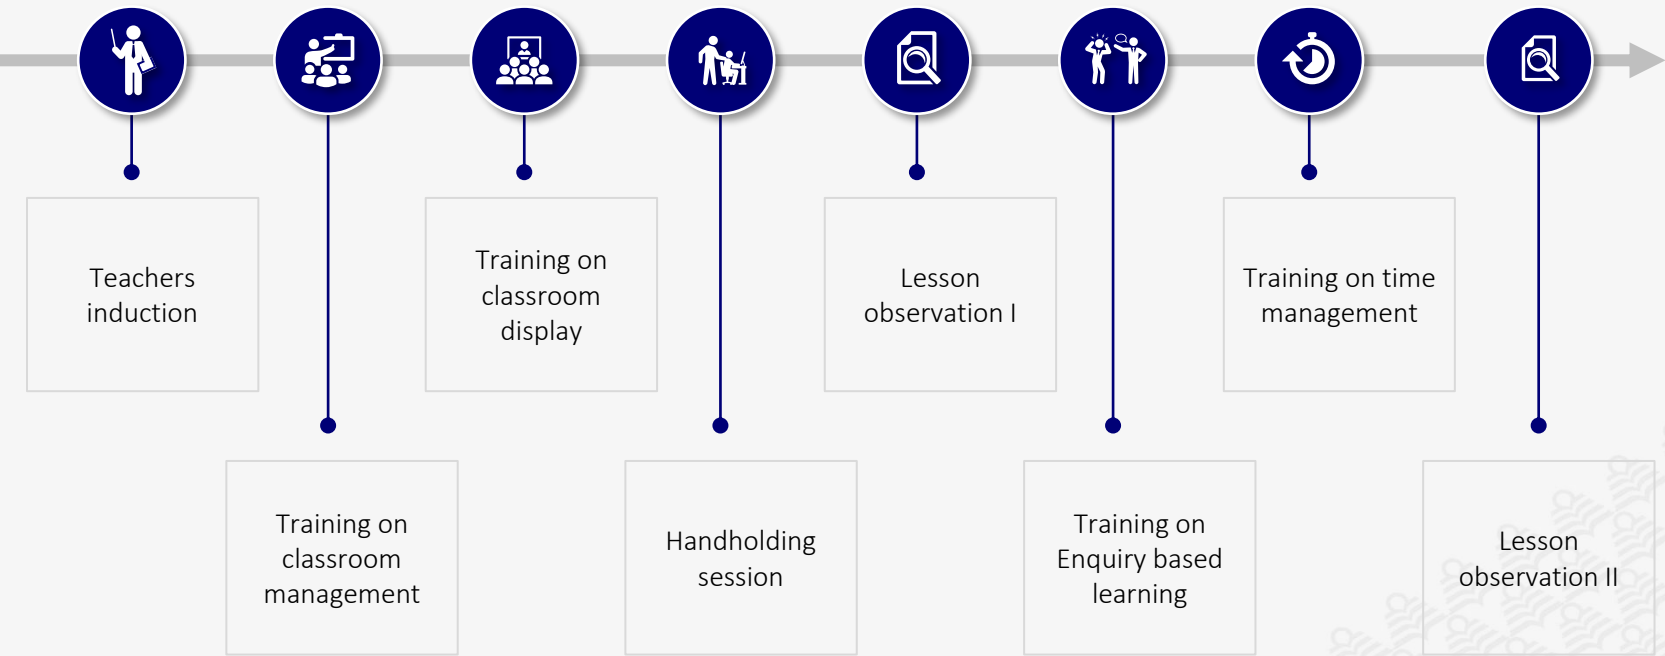 Teachers
induction
Training on
classroom
management
Training on
classroom
display
Handholding
session
Lesson
observation I
Training on
Enquiry based
learning
Training on time
management
Lesson
observation II